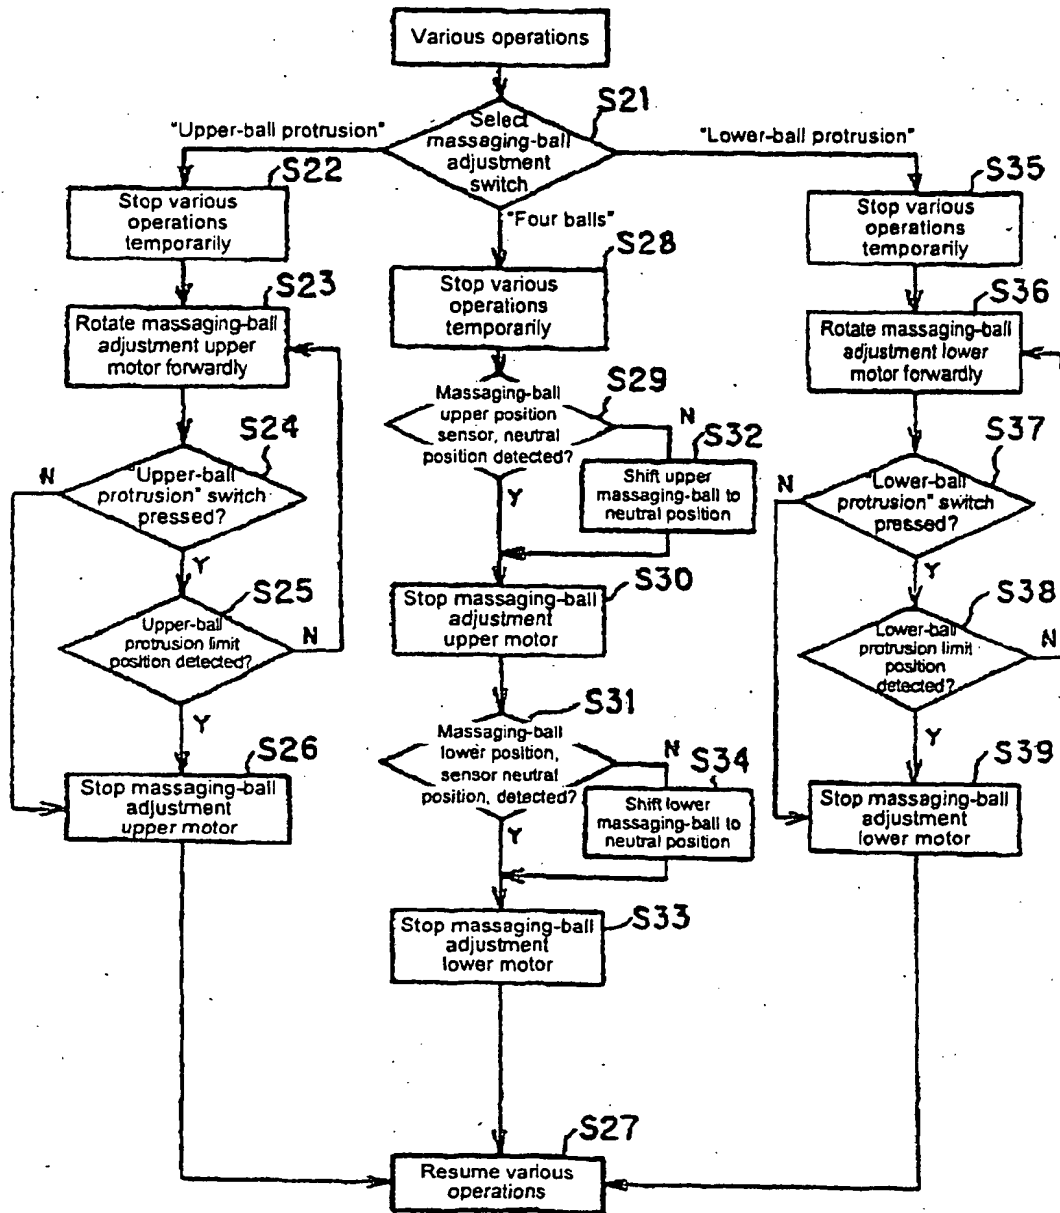 Various operations
S21
Select
massaging-ball
adjustment
switch
"Upper-ball protrusion"
"Four balls"
"Lower-ball protrusion"
S22
Stop various
operations
temporarily
S23
Rotate massaging-ball
adjustment upper
motor forwardly
S24
"Upper-ball
protrusion" switch
pressed?
N
Y
S25
Upper-ball
protrusion limit
position detected?
N
Y
S26
Stop massaging-ball
adjustment
upper motor
S28
Stop various
operations
temporarily
S29
Massaging-ball
upper position
sensor, neutral
position detected?
N
Y
S32
Shift upper
massaging-ball to
neutral position
S30
Stop massaging-ball
adjustment
upper motor
S31
Massaging-ball
lower position,
sensor neutral
position, detected?
N
Y
S34
Shift lower
massaging-ball to
neutral position
S33
Stop massaging-ball
adjustment
lower motor
S35
Stop various
operations
temporarily
S36
Rotate massaging-ball
adjustment lower
motor forwardly
S37
"Lower-ball
protrusion" switch
pressed?
N
Y
S38
Lower-ball
protrusion limit
position
detected?
N
Y
S39
Stop massaging-ball
adjustment
lower motor
S27
Resume various
operations